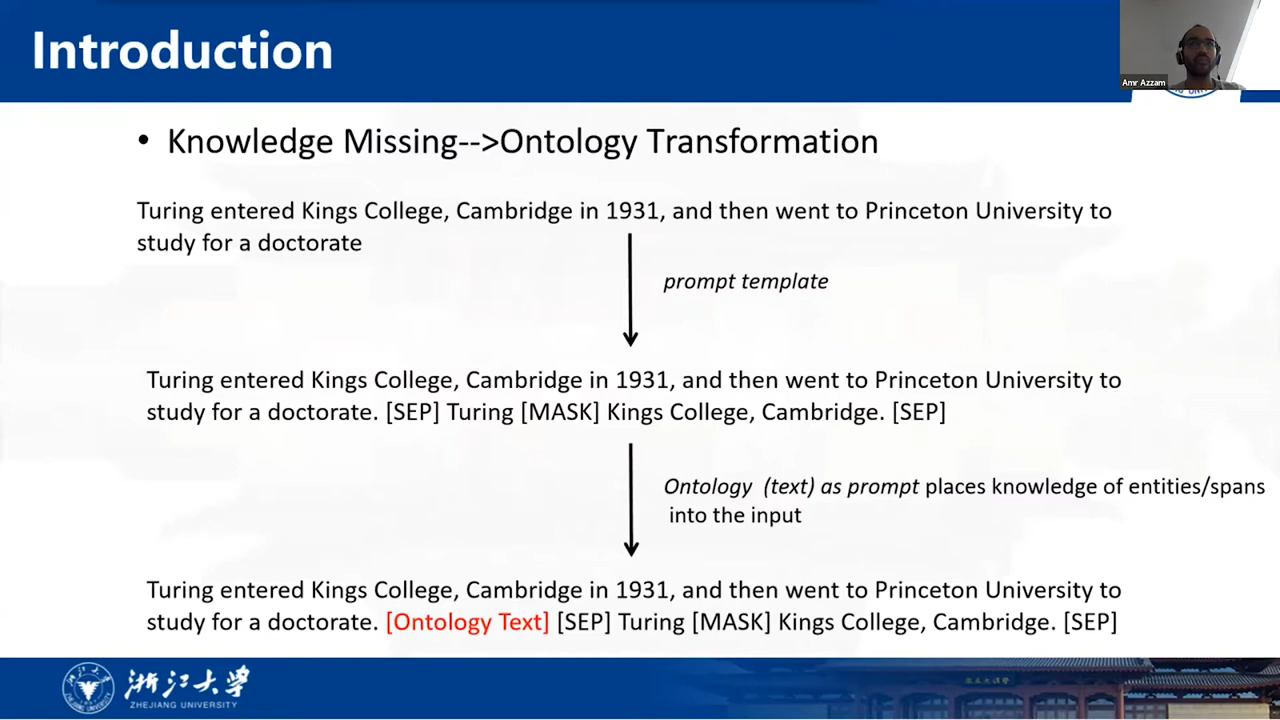 Introduction
Amr Azzam
• Knowledge Missing-->Ontology Transformation
Turing entered Kings College, Cambridge in 1931, and then went to Princeton University to
study for a doctorate
prompt template
Turing entered Kings College, Cambridge in 1931, and then went to Princeton University to
study for a doctorate. [SEP] Turing [MASK] Kings College, Cambridge. [SEP]
Ontology (text) as prompt places knowledge of entities/spans
into the input
Turing entered Kings College, Cambridge in 1931, and then went to Princeton University to
study for a doctorate. [Ontology Text] [SEP] Turing [MASK] Kings College, Cambridge. [SEP]
浙江大学
ZHEJIANG UNIVERSITY